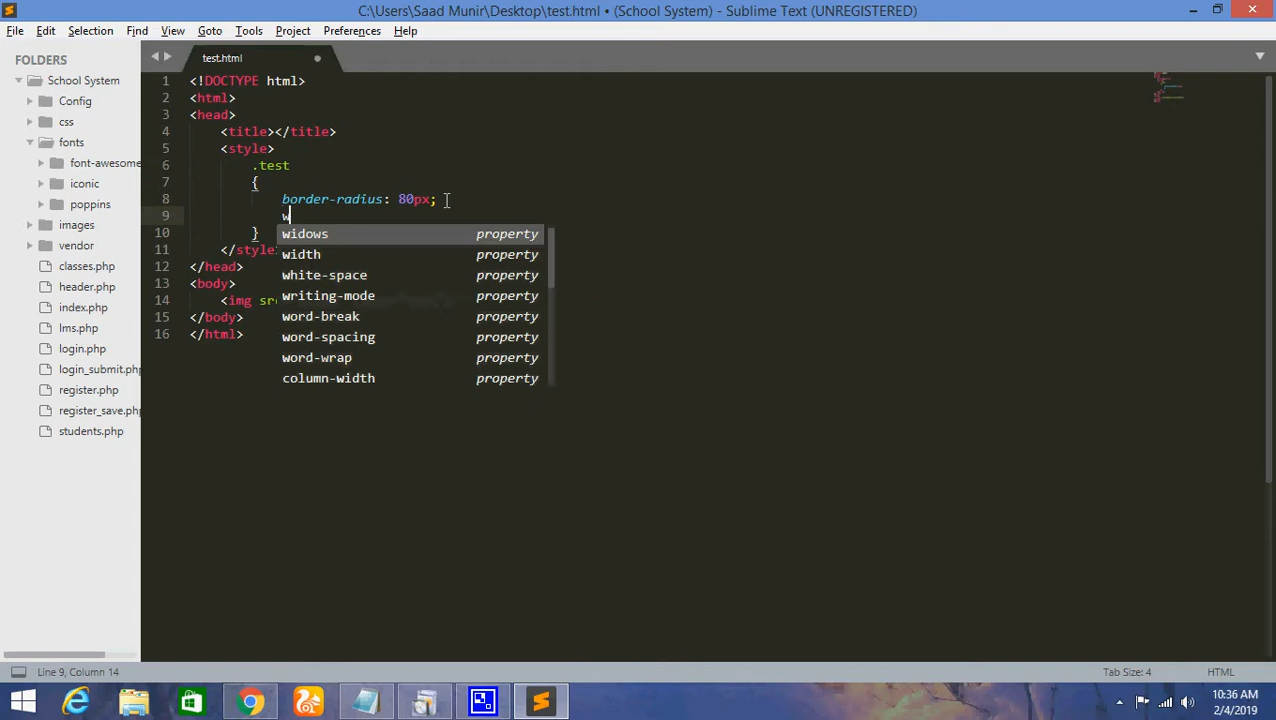 C:\Users\Saad Munir\Desktop\test.html • (School System) - Sublime Text (UNREGISTERED)
File Edit Selection Find View Goto Tools Project Preferences Help
FOLDERS
School System
Config
css
fonts
font-awesome
iconic
poppins
images
vendor
classes.php
header.php
index.php
lms.php
login.php
login_submit.php
register.php
register_save.php
students.php
test.html
1 <!DOCTYPE html>
2 <html>
3 <head>
4 <title></title>
5 <style>
6 .test
7 {
8 border-radius: 80px;
9 w
10 }
11 </style
12 </head>
13 <body>
14 <img src
15 </body>
16 </html>
widows property
width property
white-space property
writing-mode property
word-break property
word-spacing property
word-wrap property
column-width property
Line 9, Column 14
Tab Size: 4
HTML
10:36 AM
2/4/2019